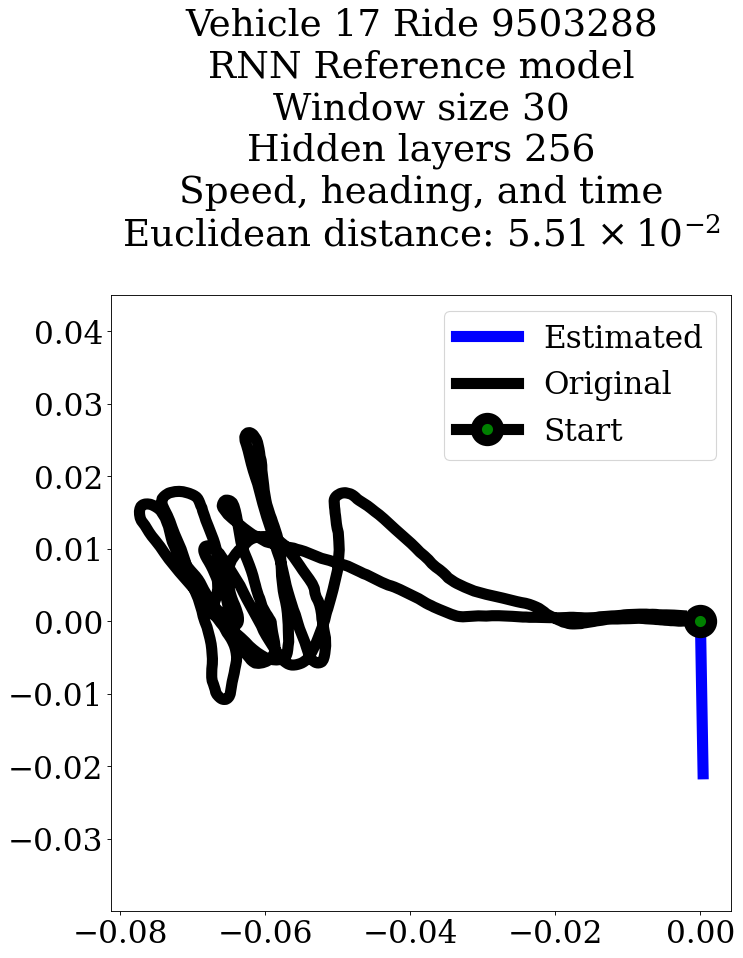 Vehicle 17 Ride 9503288
RNN Reference model
Window size 30
Hidden layers 256
Speed, heading, and time
Euclidean distance: 5.51 × 10⁻²
Estimated
Original
Start
0.04
0.03
0.02
0.01
0.00
−0.01
−0.02
−0.03
−0.08 −0.06 −0.04 −0.02 0.00